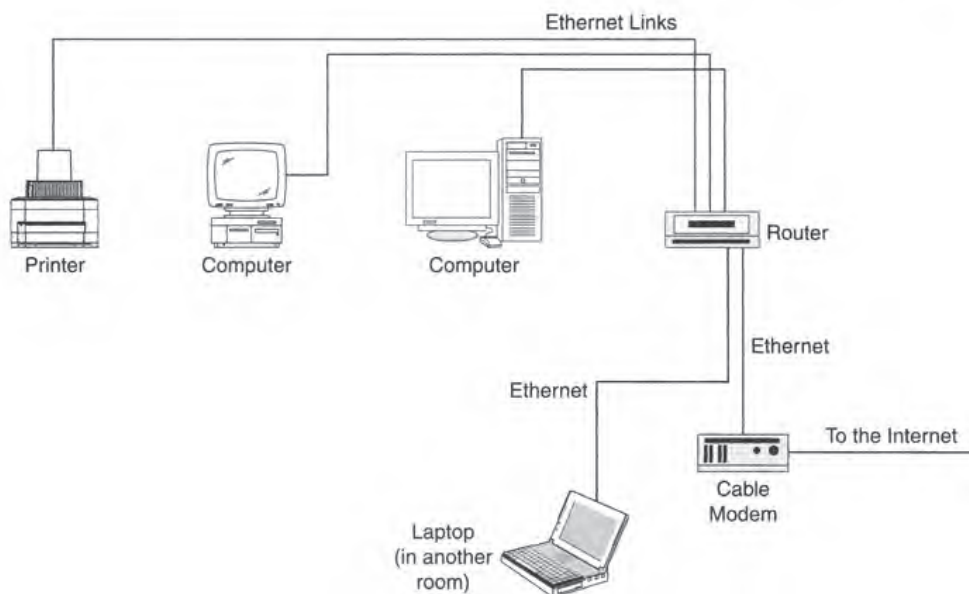 Ethernet Links
Printer
Computer
Computer
Router
Ethernet
Ethernet
To the Internet
Cable
Modem
Laptop
(in another
room)